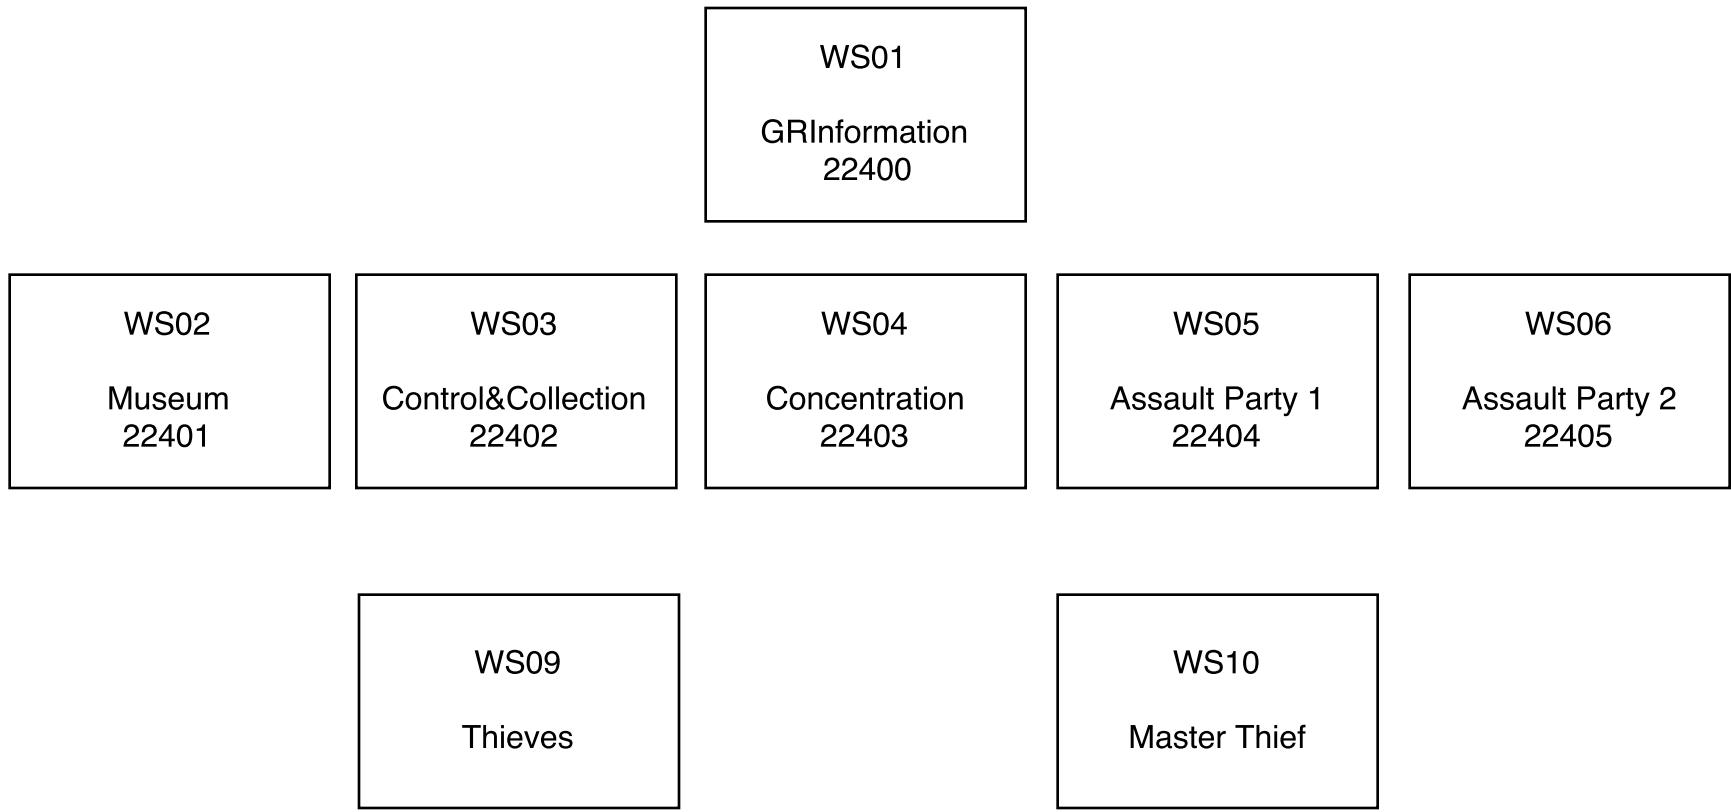 WS01
GRInformation
22400
WS02
Museum
22401
WS03
Control&Collection
22402
WS04
Concentration
22403
WS05
Assault Party 1
22404
WS06
Assault Party 2
22405
WS09
Thieves
WS10
Master Thief